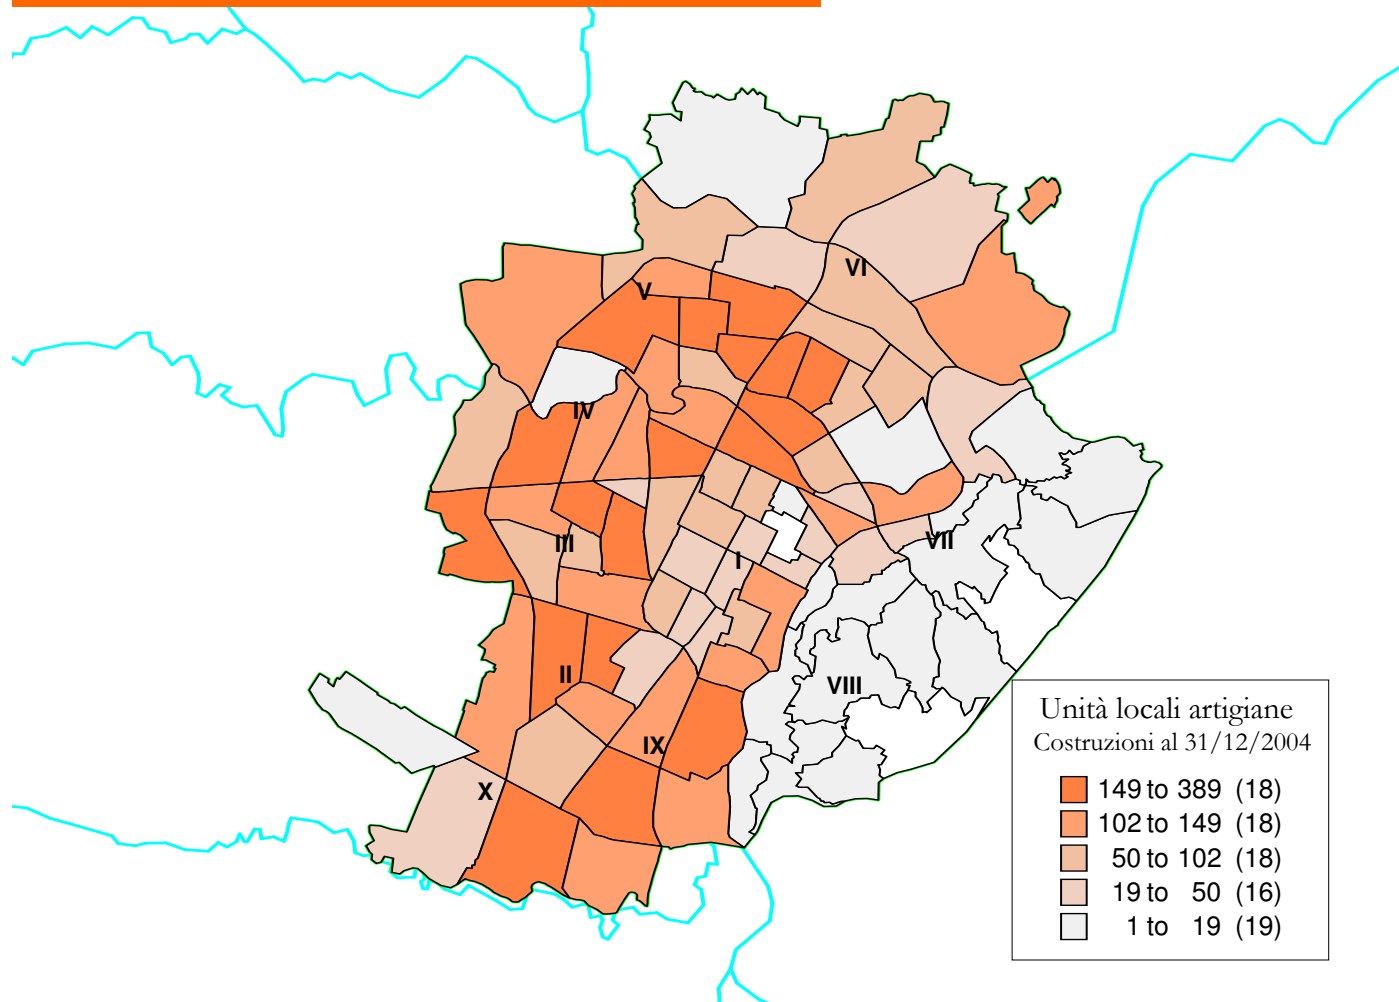 VI
V
IV
III
VII
I
II
VIII
IX
X
Unità locali artigiane
Costruzioni al 31/12/2004
149 to 389 (18)
102 to 149 (18)
50 to 102 (18)
19 to 50 (16)
1 to 19 (19)